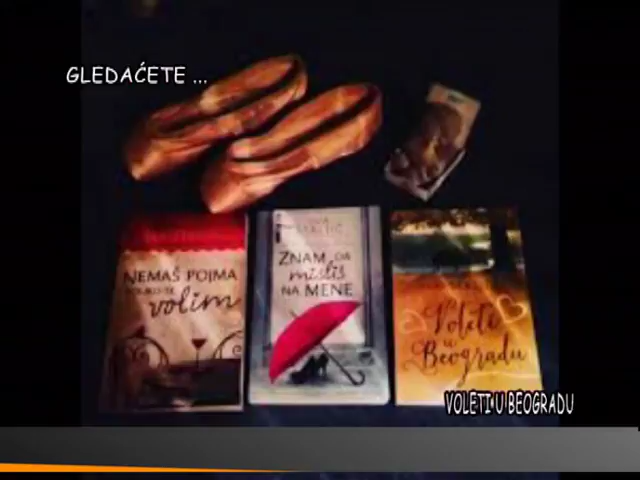 GLEDAĆETE ...
NEMAŠ POJMA
volim
ZNAM DA
misliš
NA MENE
Voleti
u
Beogradu
VOLETI U BEOGRADU